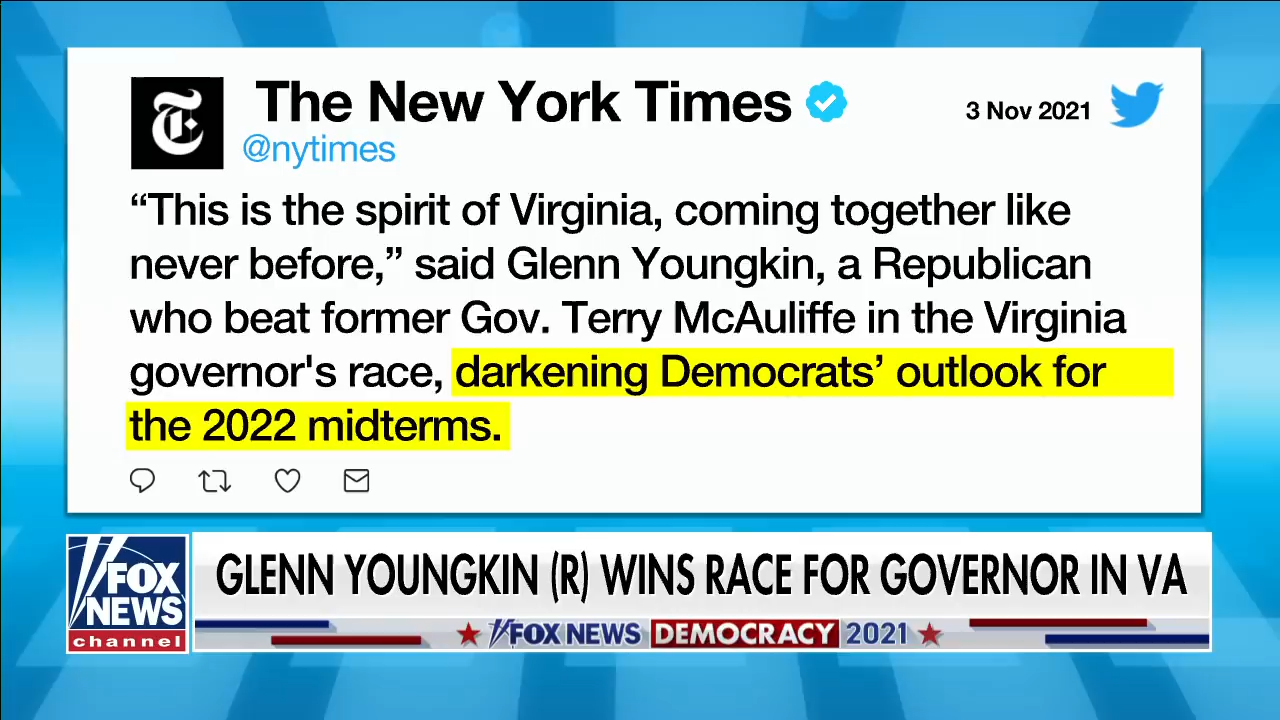 The New York Times
3 Nov 2021
@nytimes
“This is the spirit of Virginia, coming together like
never before,” said Glenn Youngkin, a Republican
who beat former Gov. Terry McAuliffe in the Virginia
governor's race, darkening Democrats’ outlook for
the 2022 midterms.
GLENN YOUNGKIN (R) WINS RACE FOR GOVERNOR IN VA
FOX
NEWS
channel
FOX NEWS DEMOCRACY 2021